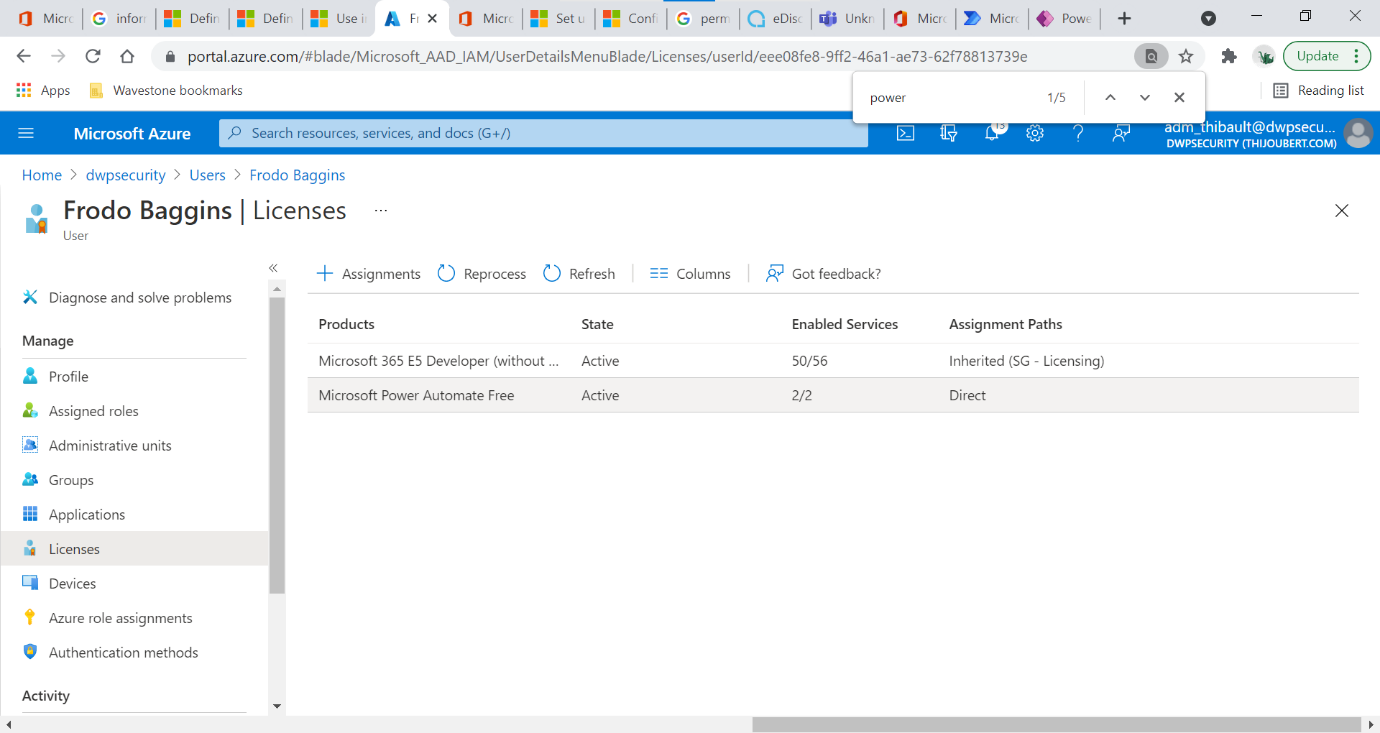 Micro
inforr
Defin
Defin
Use i
Fr
Micro
Set u
Confi
perm
eDisc
Unkn
Micro
Micro
Powe
portal.azure.com/#blade/Microsoft_AAD_IAM/UserDetailsMenuBlade/Licenses/userId/eee08fe8-9ff2-46a1-ae73-62f78813739e
Update
Apps
Wavestone bookmarks
power
1/5
Reading list
Microsoft Azure
Search resources, services, and docs (G+/)
13
adm_thibault@dwpsecu...
DWPSECURITY (THIJOUBERT.COM)
Home > dwpsecurity > Users > Frodo Baggins
Frodo Baggins | Licenses ...
User
Diagnose and solve problems
Manage
Profile
Assigned roles
Administrative units
Groups
Applications
Licenses
Devices
Azure role assignments
Authentication methods
Activity
Assignments
Reprocess
Refresh
Columns
Got feedback?
Products State Enabled Services Assignment Paths
Microsoft 365 E5 Developer (without ... Active 50/56 Inherited (SG - Licensing)
Microsoft Power Automate Free Active 2/2 Direct